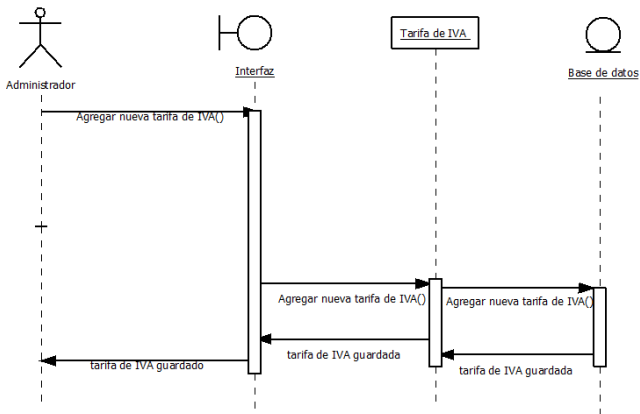 Tarifa de IVA
Interfaz
Base de datos
Administrador
Agregar nueva tarifa de IVA()
Agregar nueva tarifa de IVA()
Agregar nueva tarifa de IVA()
tarifa de IVA guardada
tarifa de IVA guardado
tarifa de IVA guardada